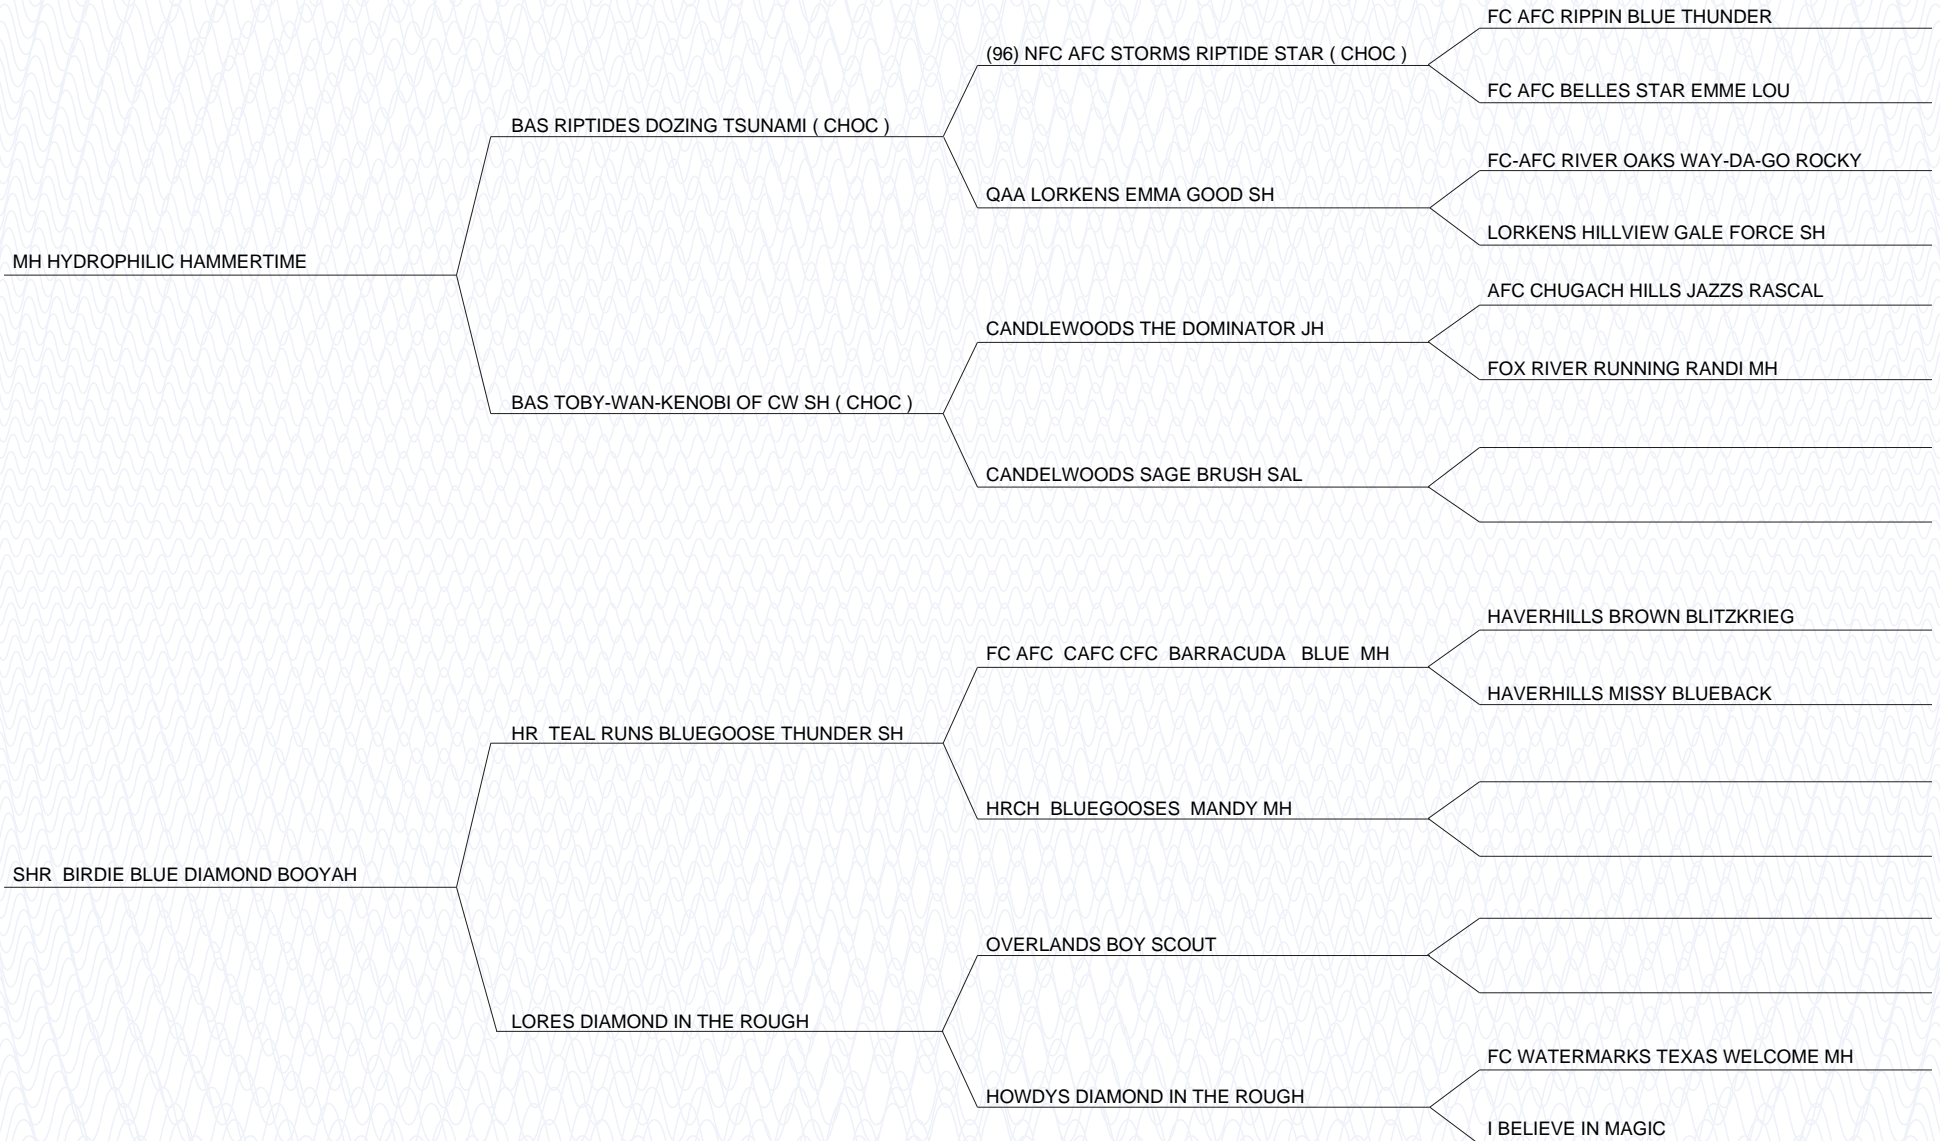 FC AFC RIPPIN BLUE THUNDER
(96) NFC AFC STORMS RIPTIDE STAR ( CHOC )
FC AFC BELLES STAR EMME LOU
BAS RIPTIDES DOZING TSUNAMI ( CHOC )
FC-AFC RIVER OAKS WAY-DA-GO ROCKY
QAA LORKENS EMMA GOOD SH
LORKENS HILLVIEW GALE FORCE SH
MH HYDROPHILIC HAMMERTIME
AFC CHUGACH HILLS JAZZS RASCAL
CANDLEWOODS THE DOMINATOR JH
FOX RIVER RUNNING RANDI MH
BAS TOBY-WAN-KENOBI OF CW SH ( CHOC )
CANDELWOODS SAGE BRUSH SAL
HAVERHILLS BROWN BLITZKRIEG
FC AFC  CAFC CFC  BARRACUDA   BLUE  MH
HAVERHILLS MISSY BLUEBACK
HR  TEAL RUNS BLUEGOOSE THUNDER SH
HRCH  BLUEGOOSES  MANDY MH
SHR  BIRDIE BLUE DIAMOND BOOYAH
OVERLANDS BOY SCOUT
LORES DIAMOND IN THE ROUGH
FC WATERMARKS TEXAS WELCOME MH
HOWDYS DIAMOND IN THE ROUGH
I BELIEVE IN MAGIC